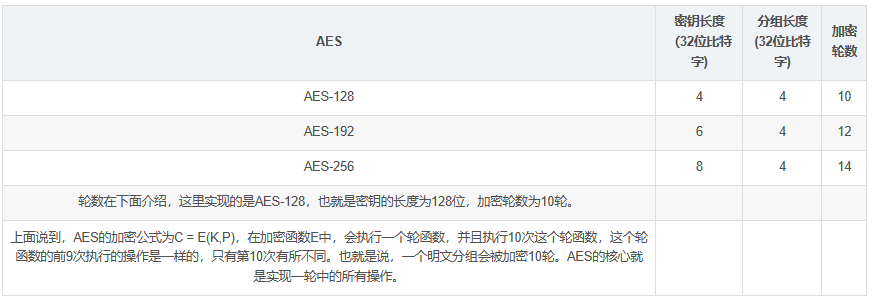 AES 密钥长度 (32位比特字) 分组长度 (32位比特字) 加密轮数
AES-128 4 4 10
AES-192 6 4 12
AES-256 8 4 14
轮数在下面介绍，这里实现的是AES-128，也就是密钥的长度为128位，加密轮数为10轮。
上面说到，AES的加密公式为C = E(K,P)，在加密函数E中，会执行一个轮函数，并且执行10次这个轮函数，这个轮
函数的前9次执行的操作是一样的，只有第10次有所不同。也就是说，一个明文分组会被加密10轮。AES的核心就
是实现一轮中的所有操作。